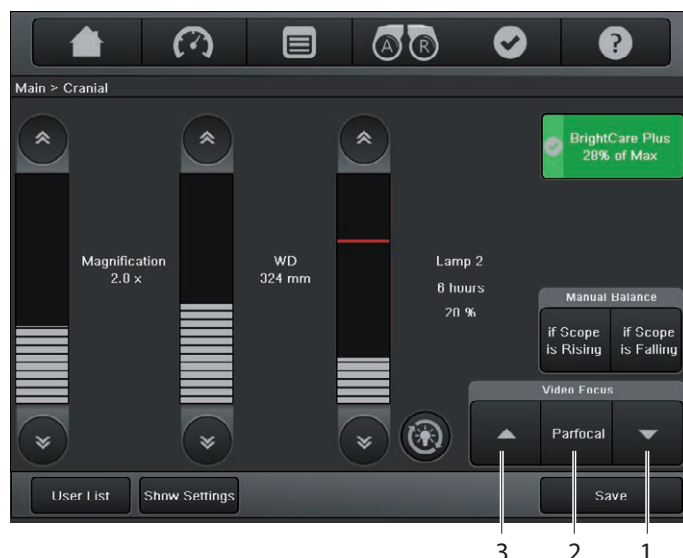 A R ?
Main > Cranial
BrightCare Plus
28% of Max
Magnification
2.0 x
WD
324 mm
Lamp 2
6 hours
20 %
Manual Balance
if Scope
is Rising
if Scope
is Falling
Video Focus
Parfocal
User List
Show Settings
Save
3 2 1